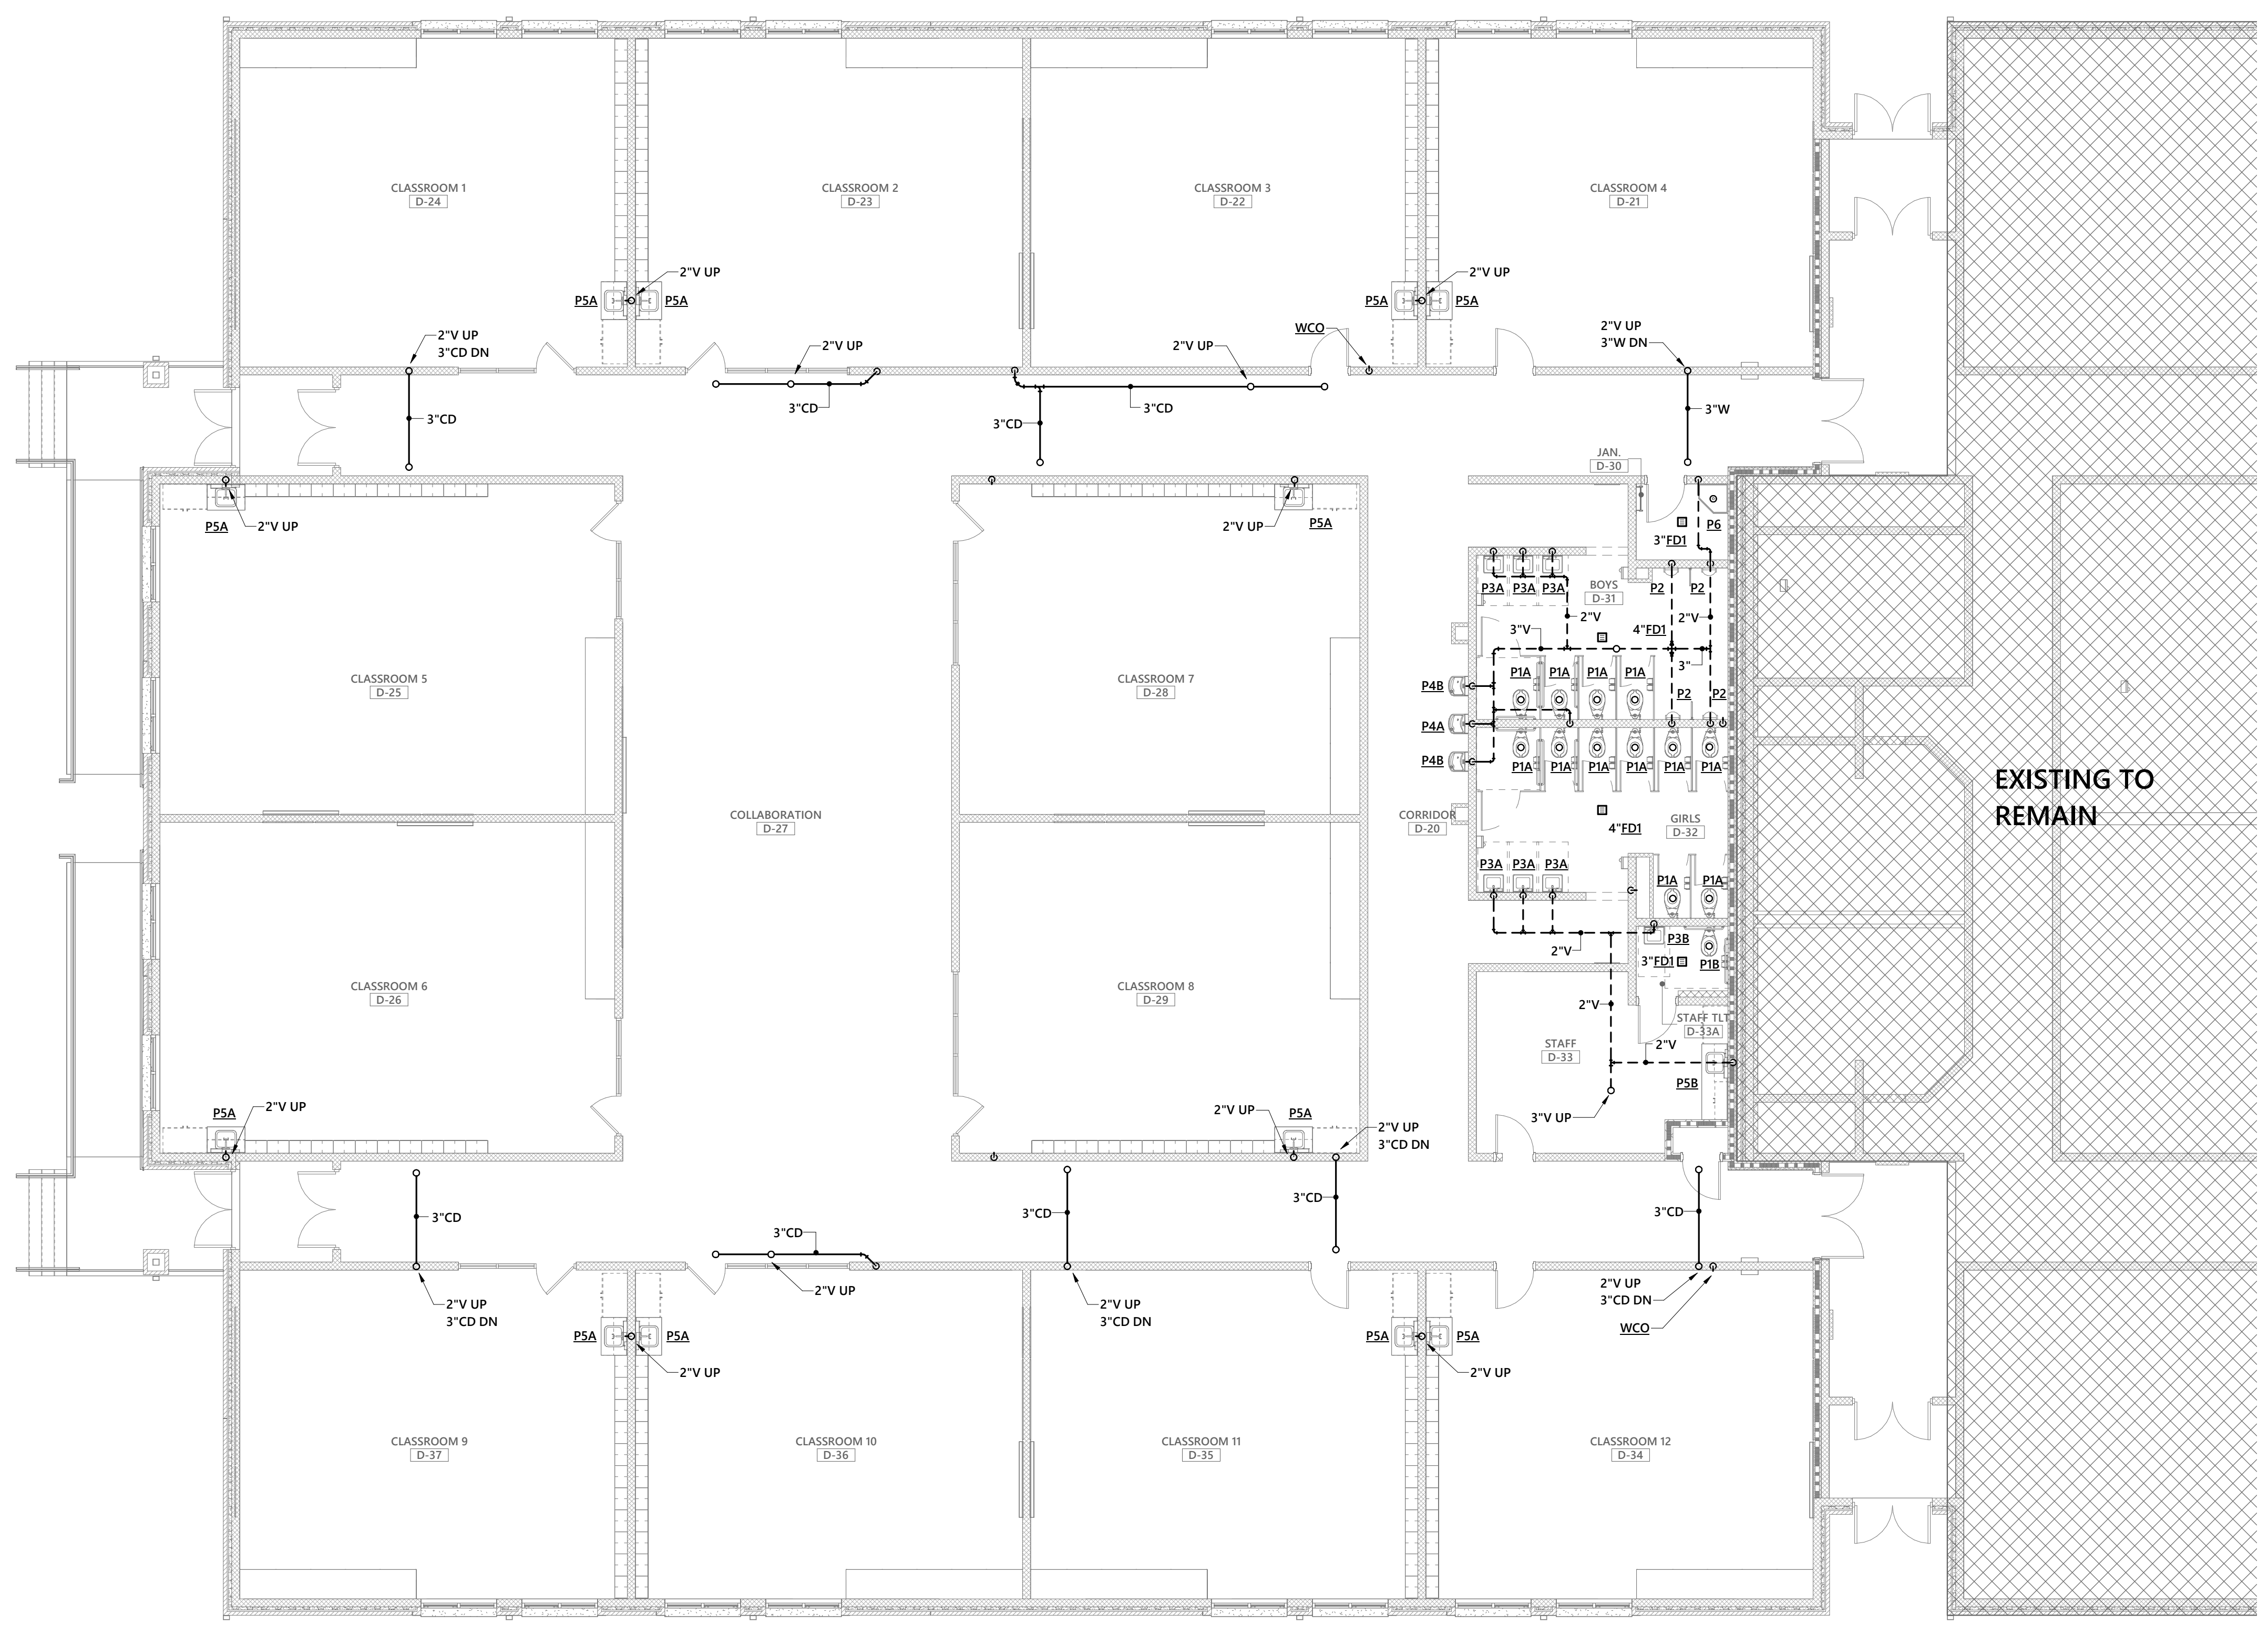 CLASSROOM 1
D-24
CLASSROOM 2
D-23
CLASSROOM 3
D-22
CLASSROOM 4
D-21
2"V UP
P5A
P5A
2"V UP
P5A
P5A
2"V UP
3"CD DN
2"V UP
2"V UP
WCO
2"V UP
3"W DN
3"CD
3"CD
3"CD
3"CD
3"W
JAN.
D-30
P5A
2"V UP
2"V UP
P5A
3"FD1
P6
P3A
P3A
P3A
BOYS
D-31
P2
P2
2"V
2"V
3"V
4"FD1
3"
P1A
P1A
P1A
P1A
P4B
P2
P2
P4A
P4B
P1A
P1A
P1A
P1A
P1A
P1A
CLASSROOM 5
D-25
CLASSROOM 7
D-28
EXISTING TO
REMAIN
COLLABORATION
D-27
CORRIDOR
D-20
4"FD1
GIRLS
D-32
P3A
P3A
P3A
P1A
P1A
P3B
2"V
3"FD1
P1B
CLASSROOM 6
D-26
CLASSROOM 8
D-29
2"V
STAFF TLT
D-33A
STAFF
D-33
2"V
P5B
3"V UP
P5A
2"V UP
2"V UP
P5A
2"V UP
3"CD DN
3"CD
3"CD
3"CD
3"CD
3"CD
2"V UP
3"CD DN
2"V UP
2"V UP
3"CD DN
2"V UP
3"CD DN
WCO
P5A
P5A
2"V UP
P5A
P5A
2"V UP
CLASSROOM 9
D-37
CLASSROOM 10
D-36
CLASSROOM 11
D-35
CLASSROOM 12
D-34